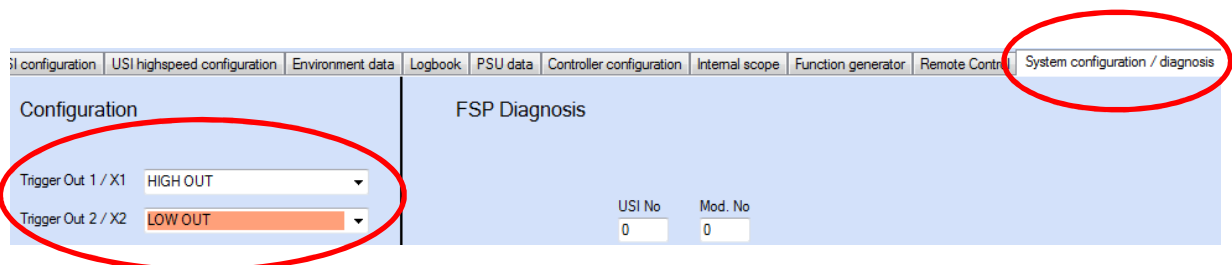 SI configuration USI highspeed configuration Environment data Logbook PSU data Controller configuration Internal scope Function generator Remote Control System configuration / diagnosis
Configuration
Trigger Out 1 / X1 HIGH OUT
Trigger Out 2 / X2 LOW OUT
FSP Diagnosis
USI No Mod. No
0 0